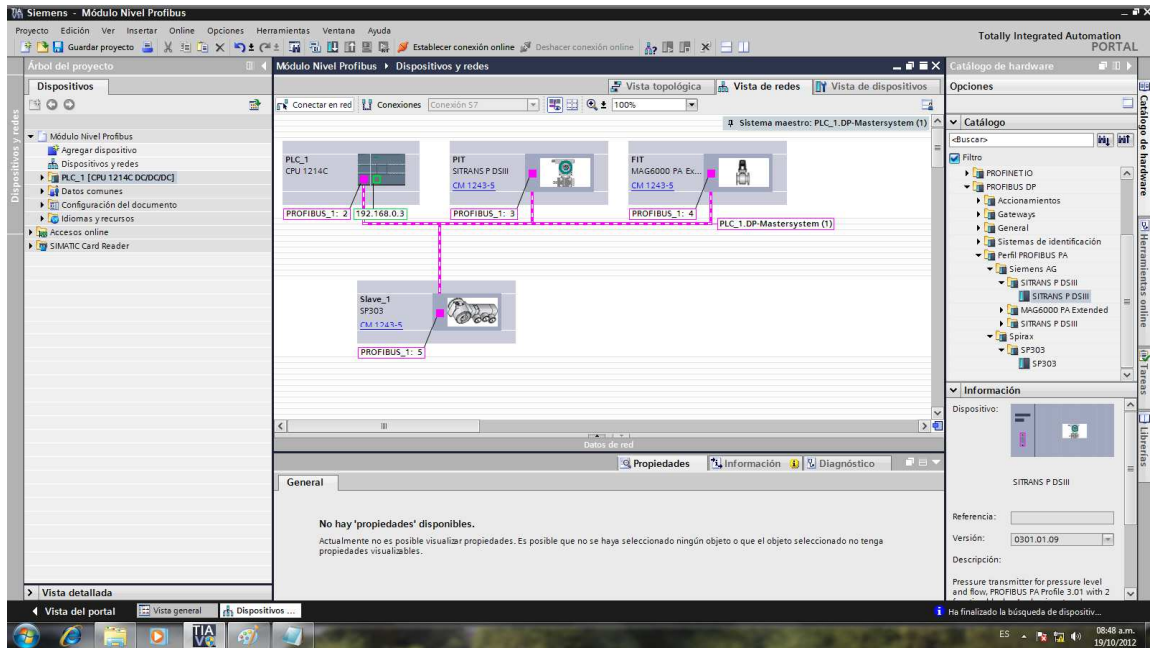 Siemens - Módulo Nivel Profibus
Proyecto Edición Ver Insertar Online Opciones Herramientas Ventana Ayuda
Guardar proyecto Establecer conexión online Deshacer conexión online
Totally Integrated Automation
PORTAL
Árbol del proyecto
Dispositivos
Dispositivos y redes
Módulo Nivel Profibus
Agregar dispositivo
Dispositivos y redes
PLC_1 [CPU 1214C DC/DC/DC]
Datos comunes
Configuración del documento
Idiomas y recursos
Accesos online
SIMATIC Card Reader
Vista detallada
Módulo Nivel Profibus Dispositivos y redes
Vista topológica Vista de redes Vista de dispositivos
Conectar en red Conexiones Conexión S7 100%
Sistema maestro: PLC_1.DP-Mastersystem (1)
PLC_1
CPU 1214C
PIT
SITRANS P DSIII
CM 1243-5
FIT
MAG6000 PA Ex...
CM 1243-5
PROFIBUS_1: 2 192.168.0.3 PROFIBUS_1: 3 PROFIBUS_1: 4
PLC_1.DP-Mastersystem (1)
Slave_1
SP303
CM 1243-5
PROFIBUS_1: 5
Datos de red
Propiedades Información Diagnóstico
General
No hay 'propiedades' disponibles.
Actualmente no es posible visualizar propiedades. Es posible que no se haya seleccionado ningún objeto o que el objeto seleccionado no tenga
propiedades visualizables.
Catálogo de hardware
Opciones
Catálogo
<Buscar>
Filtro
PROFINET IO
PROFIBUS DP
Accionamientos
Gateways
General
Sistemas de identificación
Perfil PROFIBUS PA
Siemens AG
SITRANS P DSIII
SITRANS P DSIII
MAG6000 PA Extended
SITRANS P DSIII
Spirax
SP303
SP303
Información
Dispositivo:
SITRANS P DSIII
Referencia:
Versión: 0301.01.09
Descripción:
Pressure transmitter for pressure level
and flow, PROFIBUS PA Profile 3.01 with 2
Catálogo de hardware
Herramientas online
Tareas
Librerías
Vista del portal Vista general Dispositiv ...
Ha finalizado la búsqueda de dispositiv...
TIA
V
ES 08:48 a.m.
19/10/2012